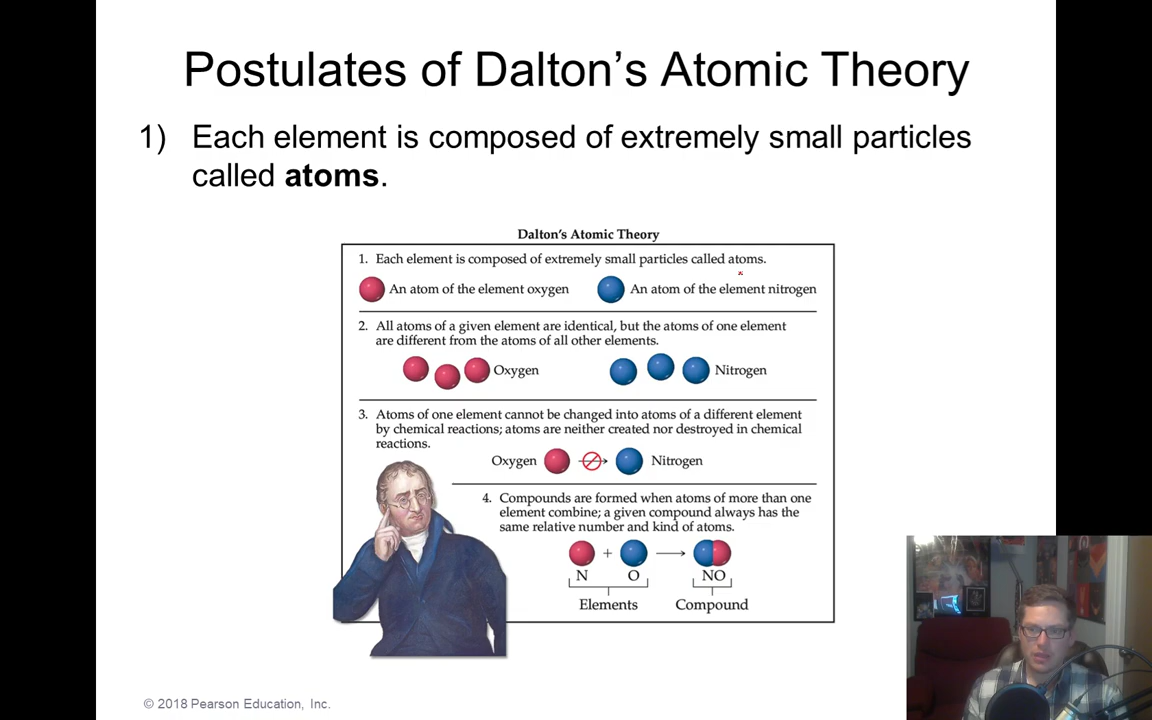 Postulates of Dalton’s Atomic Theory
1) Each element is composed of extremely small particles
called atoms.
Dalton’s Atomic Theory
1. Each element is composed of extremely small particles called atoms.
An atom of the element oxygen An atom of the element nitrogen
2. All atoms of a given element are identical, but the atoms of one element
are different from the atoms of all other elements.
Oxygen Nitrogen
3. Atoms of one element cannot be changed into atoms of a different element
by chemical reactions; atoms are neither created nor destroyed in chemical
reactions.
Oxygen Nitrogen
4. Compounds are formed when atoms of more than one
element combine; a given compound always has the
same relative number and kind of atoms.
+
N O NO
Elements Compound
© 2018 Pearson Education, Inc.